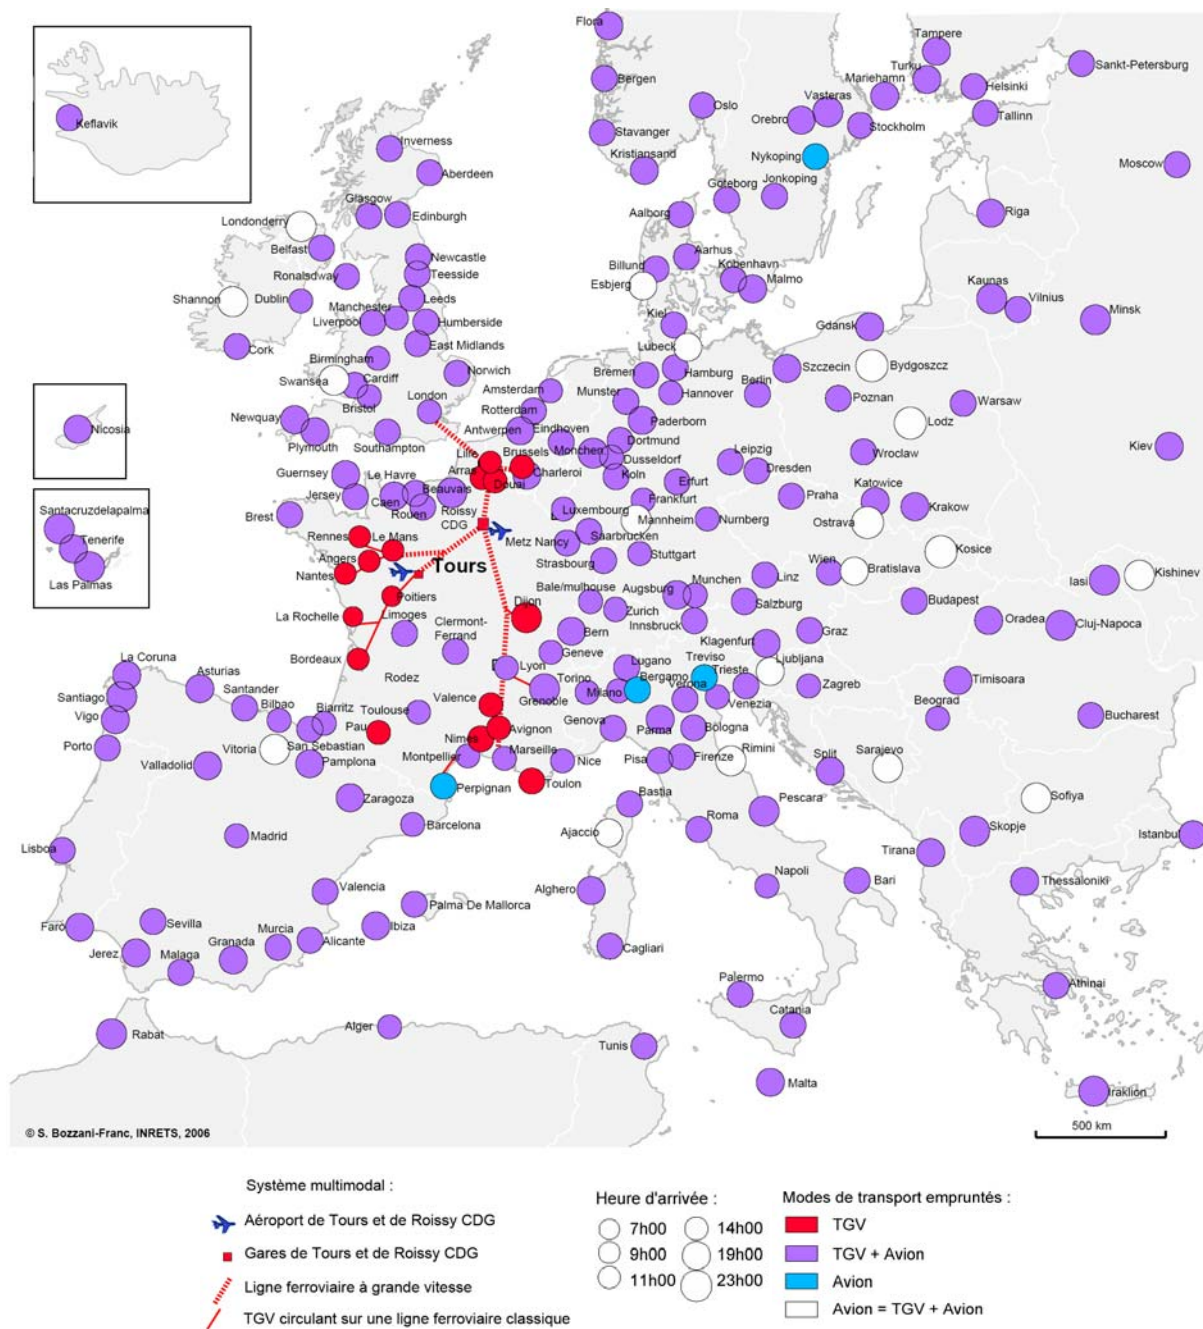 Flora
Tampere
Turku
Sankt-Petersburg
Bergen
Mariehamn
Helsinki
Vasteras
Keflavik
Oslo
Orebro
Tallinn
Stavanger
Stockholm
Inverness
Kristiansand
Nykoping
Moscow
Aberdeen
Goteborg
Jonkoping
Glasgow
Edinburgh
Aalborg
Riga
Londonderry
Belfast
Newcastle
Aarhus
Ronalsdway
Teesside
Billund
Kobenhavn
Esbjerg
Malmo
Shannon
Dublin
Leeds
Kaunas
Vilnius
Manchester
Minsk
Liverpool
Humberside
Kiel
Gdansk
Cork
East Midlands
Lubeck
Birmingham
Szczecin
Bydgoszcz
Norwich
Bremen
Hamburg
Swansea
Cardiff
Amsterdam
Munster
Hannover
Berlin
Poznan
Warsaw
London
Bristol
Rotterdam
Newquay
Paderborn
Lodz
Nicosia
Plymouth
Southampton
Antwerpen
Eindhoven
Dortmund
Kiev
Lille
Brussels
Monchen
Leipzig
Wroclaw
Guernsey
Le Havre
Arras
Charleroi
Dusseldorf
Dresden
Douai
Koln
Erfurt
Katowice
Jersey
Caen
Beauvais
Frankfurt
Praha
Krakow
Santacruzdelapalma
Brest
Rouen
Roissy
CDG
Luxembourg
Mannheim
Nurnberg
Ostrava
Rennes
Le Mans
Metz Nancy
Saarbrucken
Tenerife
Kosice
Angers
Tours
Strasbourg
Stuttgart
Wien
Bratislava
Kishinev
Las Palmas
Nantes
Poitiers
Bale/mulhouse
Augsburg
Munchen
Linz
Iasi
La Rochelle
Limoges
Dijon
Zurich
Salzburg
Budapest
Clermont-
Ferrand
Bern
Innsbruck
Oradea
Cluj-Napoca
Bordeaux
Geneve
Klagenfurt
Graz
La Coruna
Lyon
Lugano
Treviso
Ljubljana
Asturias
Rodez
Torino
Bergamo
Trieste
Timisoara
Santiago
Santander
Valence
Grenoble
Milano
Verona
Zagreb
Bilbao
Biarritz
Toulouse
Venezia
Beograd
Vigo
Pau
Avignon
Genova
Parma
Bologna
Bucharest
Porto
Vitoria
San Sebastian
Nimes
Marseille
Rimini
Sarajevo
Valladolid
Pamplona
Montpellier
Nice
Pisa
Firenze
Split
Perpignan
Toulon
Zaragoza
Bastia
Pescara
Sofiya
Madrid
Barcelona
Ajaccio
Roma
Skopje
Istanbul
Lisboa
Tirana
Valencia
Alghero
Napoli
Bari
Thessaloniki
Palma De Mallorca
Faro
Sevilla
Murcia
Ibiza
Jerez
Granada
Alicante
Cagliari
Malaga
Palermo
Athinai
Catania
Rabat
Alger
Tunis
Malta
Iraklion
© S. Bozzani-Franc, INRETS, 2006
500 km
Système multimodal :
Aéroport de Tours et de Roissy CDG
Gares de Tours et de Roissy CDG
Ligne ferroviaire à grande vitesse
TGV circulant sur une ligne ferroviaire classique
Heure d'arrivée :
7h00
14h00
9h00
19h00
11h00
23h00
Modes de transport empruntés :
TGV
TGV + Avion
Avion
Avion = TGV + Avion